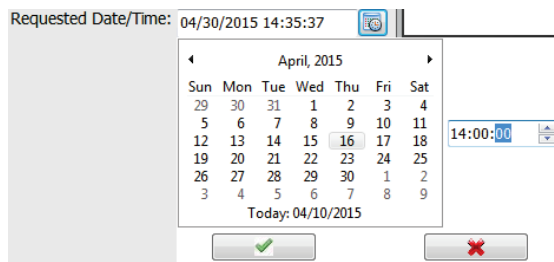 Requested Date/Time: 04/30/2015 14:35:37
April, 2015
Sun Mon Tue Wed Thu Fri Sat
29 30 31 1 2 3 4
5 6 7 8 9 10 11
14:00:00
12 13 14 15 16 17 18
19 20 21 22 23 24 25
26 27 28 29 30 1 2
3 4 5 6 7 8 9
Today: 04/10/2015